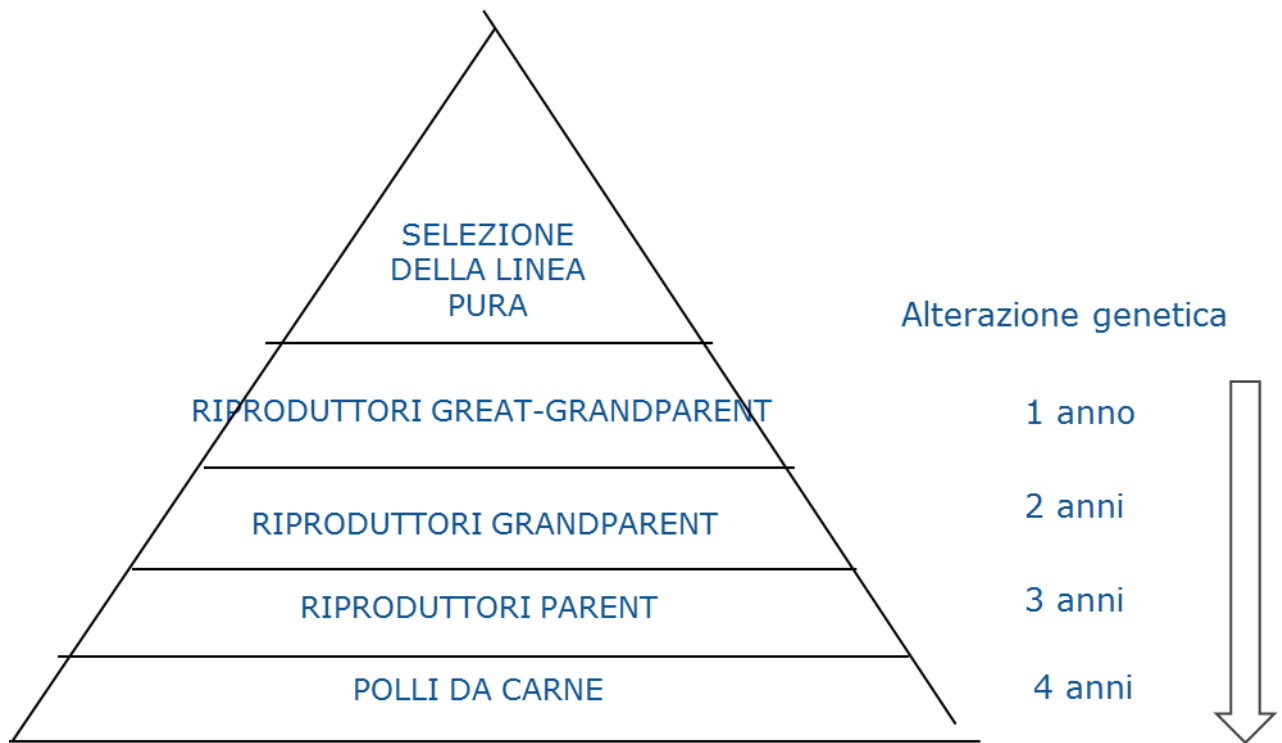 SELEZIONE
DELLA LINEA
PURA
Alterazione genetica
RIPRODUTTORI GREAT-GRANDPARENT
1 anno
RIPRODUTTORI GRANDPARENT
2 anni
RIPRODUTTORI PARENT
3 anni
POLLI DA CARNE
4 anni